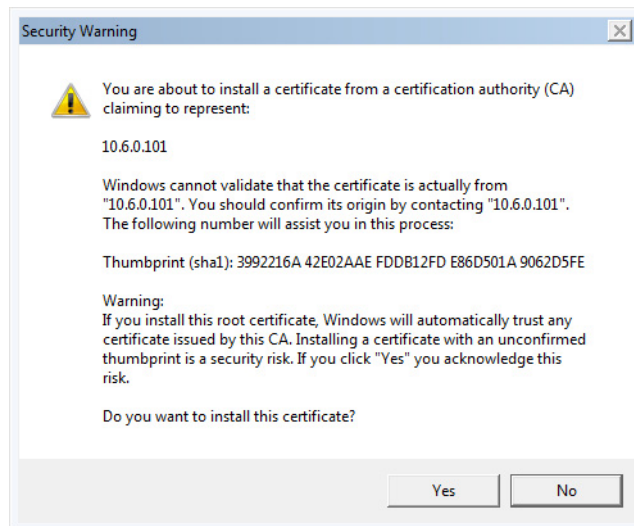 Security Warning
You are about to install a certificate from a certification authority (CA)
claiming to represent:
10.6.0.101
Windows cannot validate that the certificate is actually from
"10.6.0.101". You should confirm its origin by contacting "10.6.0.101".
The following number will assist you in this process:
Thumbprint (sha1): 3992216A 42E02AAE FDDB12FD E86D501A 9062D5FE
Warning:
If you install this root certificate, Windows will automatically trust any
certificate issued by this CA. Installing a certificate with an unconfirmed
thumbprint is a security risk. If you click "Yes" you acknowledge this
risk.
Do you want to install this certificate?
Yes No